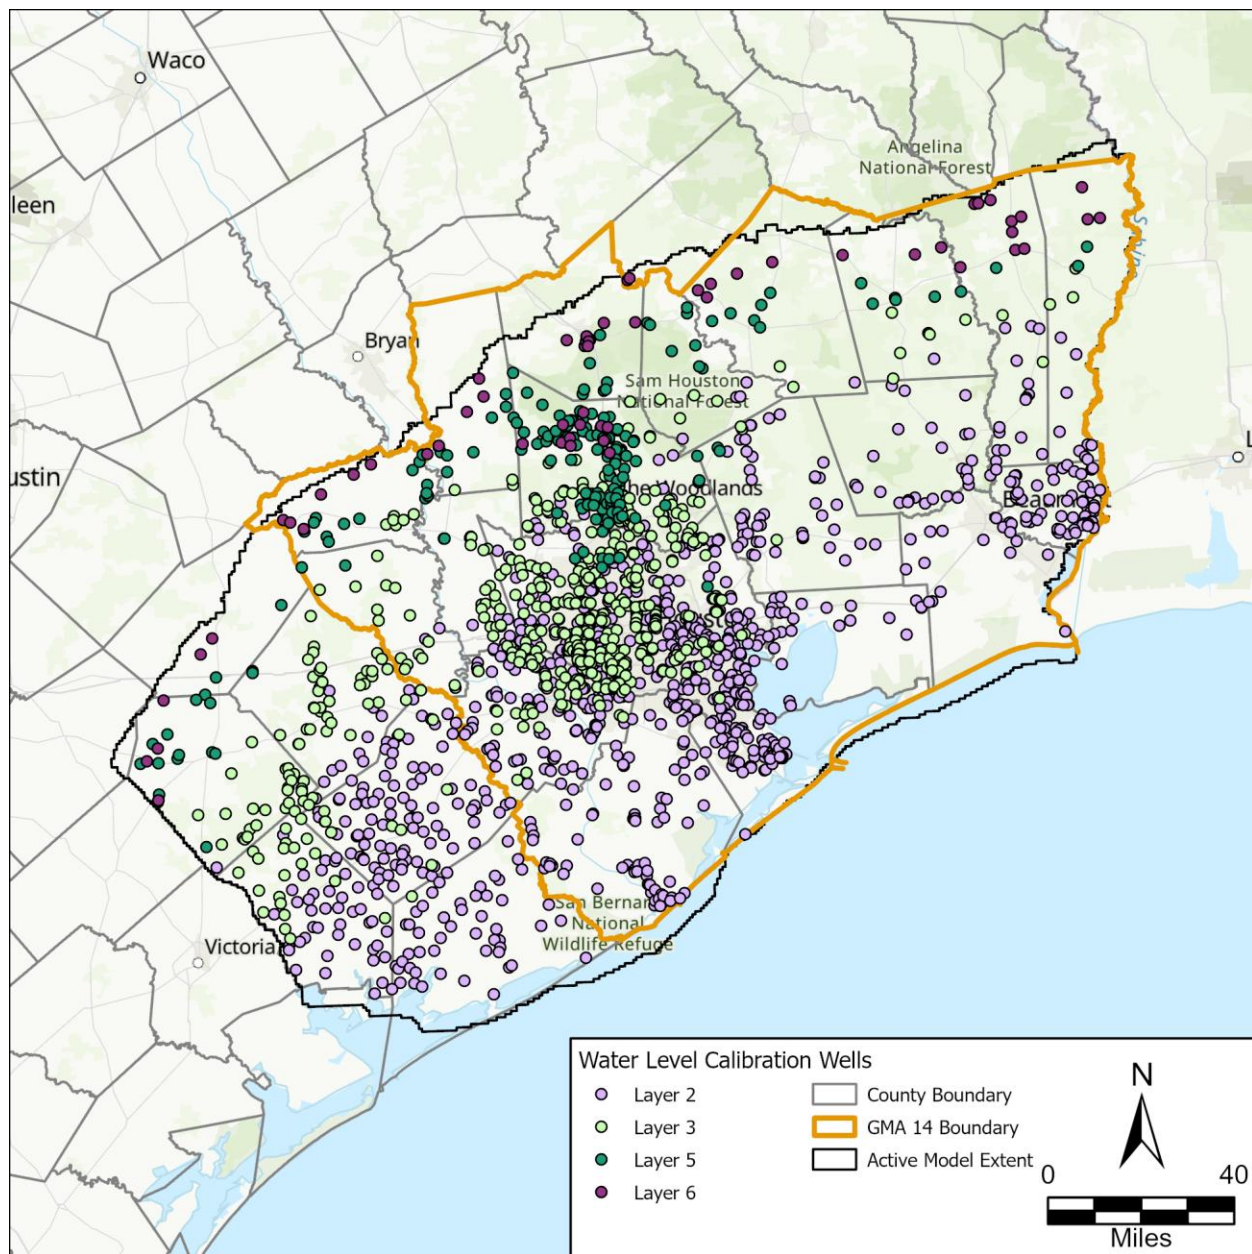 Waco
Angelina
National Forest
leen
Sabine
Bryan
Sam Houston
National Forest
ustin
The Woodlands
L
San Bernard
National
Wildlife Refuge
Victoria
Water Level Calibration Wells
Layer 2
Layer 3
Layer 5
Layer 6
County Boundary
GMA 14 Boundary
Active Model Extent
N
0 40
Miles